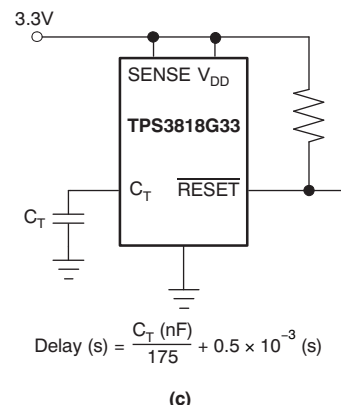 3.3V
SENSE V_DD
TPS3818G33
C_T RESET
C_T
Delay (s) = C_T (nF) / 175 + 0.5 × 10^−3 (s)
(c)